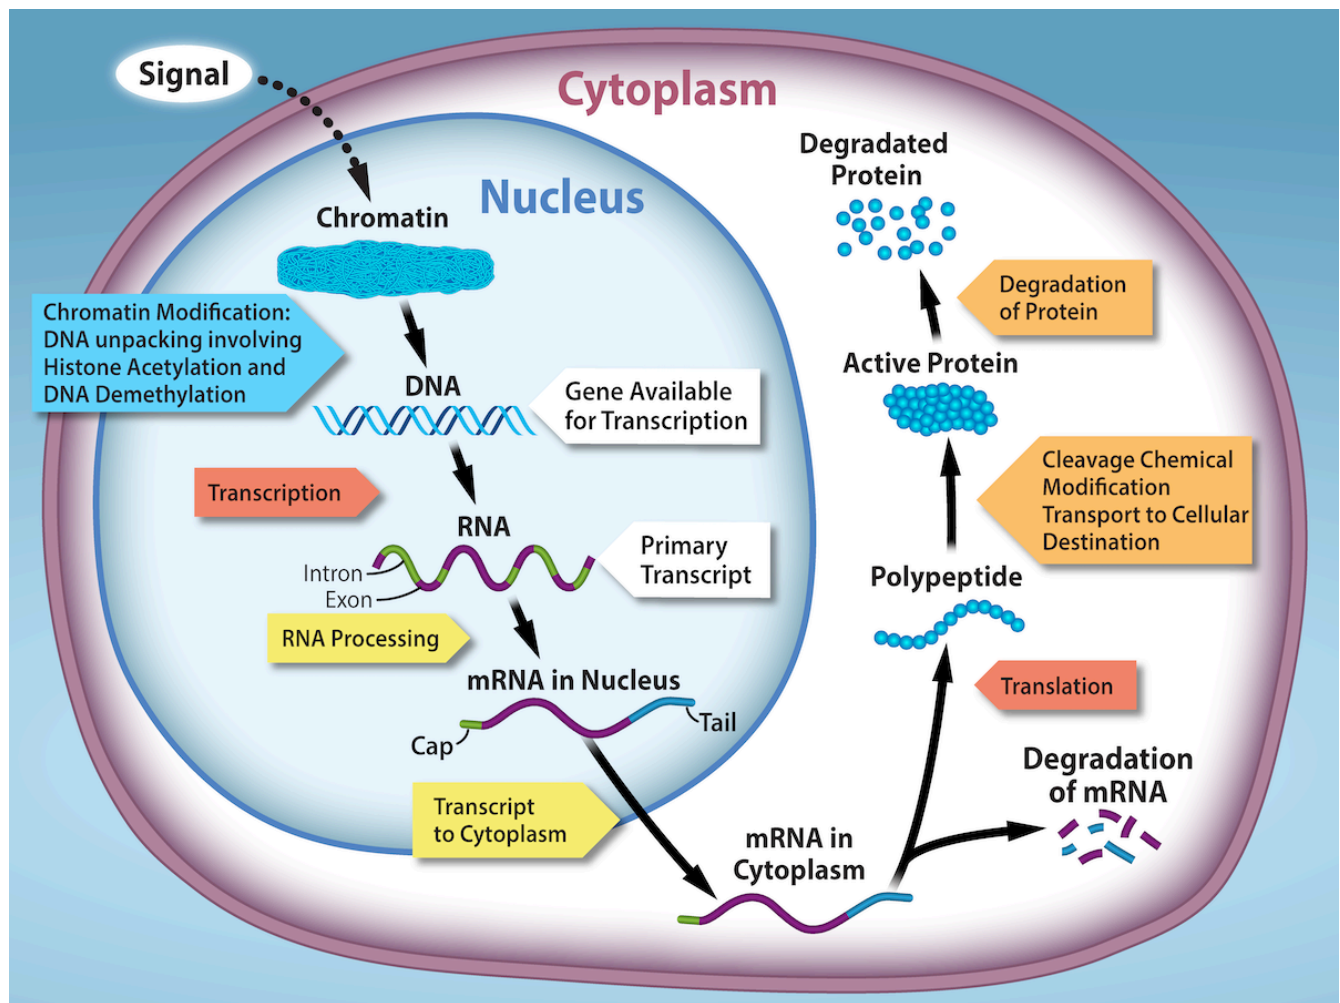 Signal
Cytoplasm
Nucleus
Chromatin
Chromatin Modification:
DNA unpacking involving
Histone Acetylation and
DNA Demethylation
DNA
Gene Available
for Transcription
Transcription
RNA
Primary
Transcript
Intron
Exon
RNA Processing
mRNA in Nucleus
Cap
Tail
Transcript
to Cytoplasm
mRNA in
Cytoplasm
Degradation
of mRNA
Translation
Polypeptide
Cleavage Chemical
Modification
Transport to Cellular
Destination
Active Protein
Degradation
of Protein
Degraded
Protein